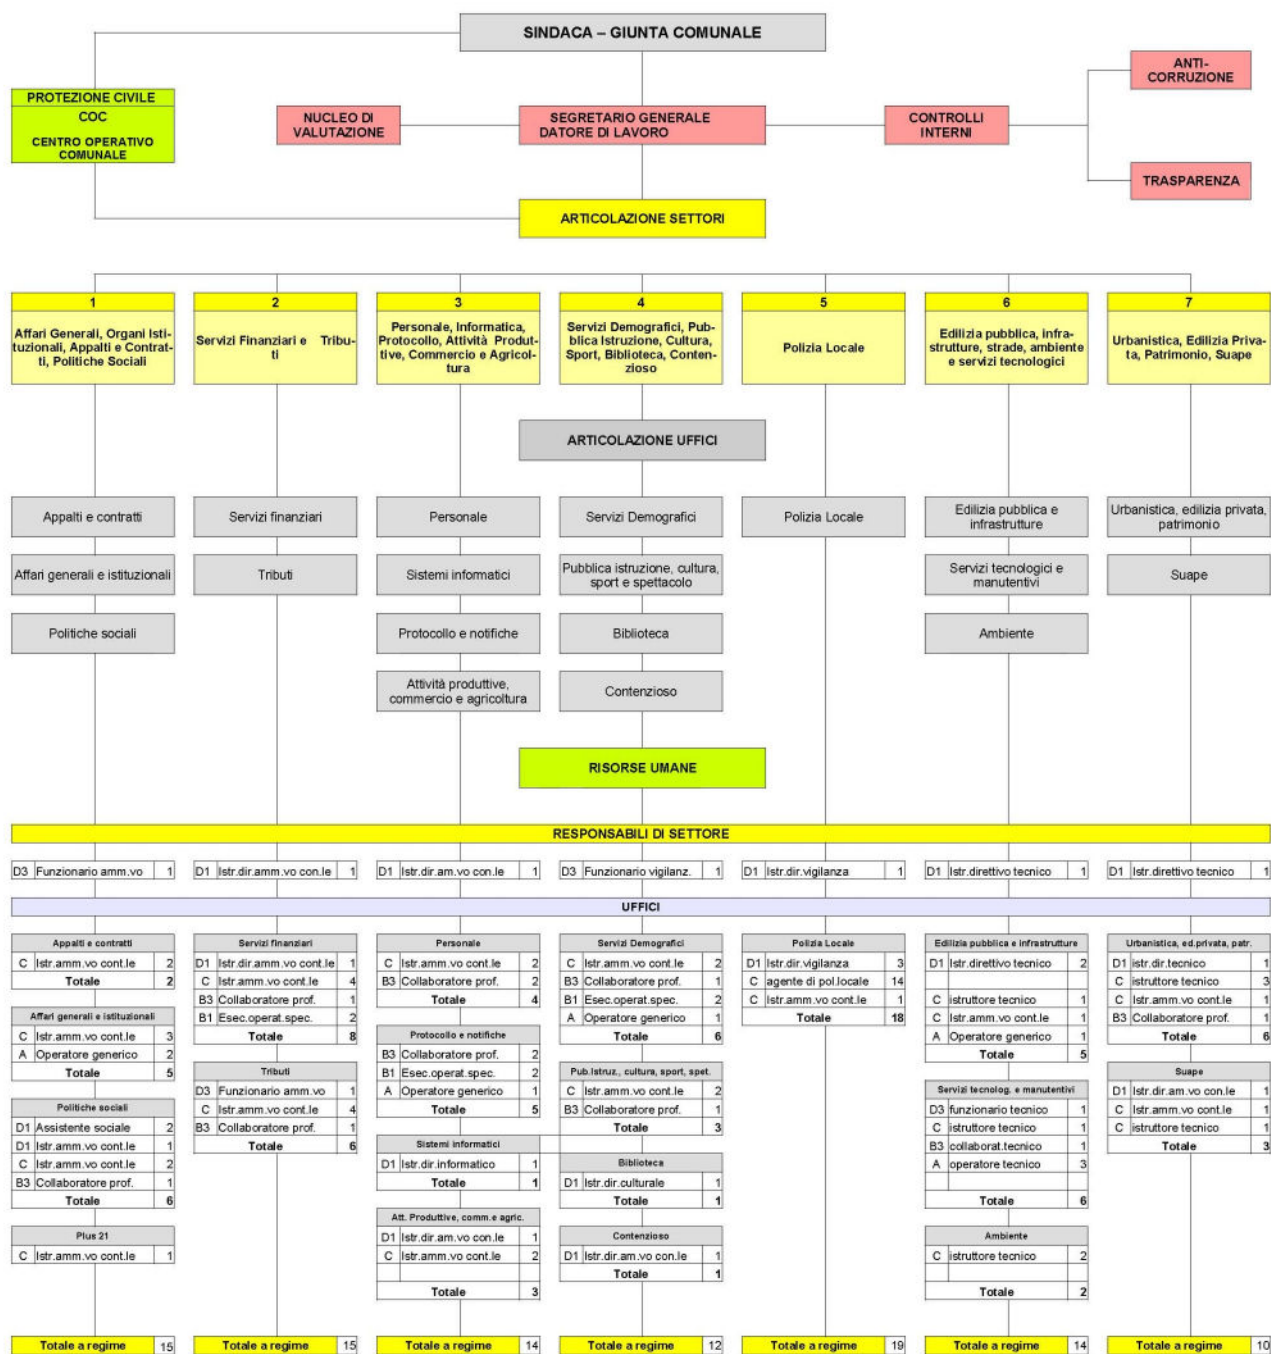 SINDACA – GIUNTA COMUNALE
PROTEZIONE CIVILE
COC
CENTRO OPERATIVO
COMUNALE
NUCLEO DI
VALUTAZIONE
SEGRETARIO GENERALE
DATORE DI LAVORO
CONTROLLI
INTERNI
ANTI-
CORRUZIONE
TRASPARENZA
ARTICOLAZIONE SETTORI
1
Affari Generali, Organi Isti-
tuzionali, Appalti e Contrat-
ti, Politiche Sociali
2
Servizi Finanziari e Tribu-
ti
3
Personale, Informatica,
Protocollo, Attività Produt-
tive, Commercio e Agricol-
tura
4
Servizi Demografici, Pub-
blica Istruzione, Cultura,
Sport, Biblioteca, Conten-
zioso
5
Polizia Locale
6
Edilizia pubblica, infra-
strutture, strade, ambiente
e servizi tecnologici
7
Urbanistica, Edilizia Priva-
ta, Patrimonio, Suape
ARTICOLAZIONE UFFICI
Appalti e contratti
Affari generali e istituzionali
Politiche sociali
Servizi finanziari
Tributi
Personale
Sistemi informatici
Protocollo e notifiche
Attività produttive,
commercio e agricoltura
Servizi Demografici
Pubblica istruzione, cultura,
sport e spettacolo
Biblioteca
Contenzioso
Polizia Locale
Edilizia pubblica e
infrastrutture
Servizi tecnologici e
manutentivi
Ambiente
Urbanistica, edilizia privata,
patrimonio
Suape
RISORSE UMANE
RESPONSABILI DI SETTORE
D3 Funzionario amm.vo 1
D1 Istr.dir.amm.vo con.le 1
D1 Istr.dir.am.vo con.le 1
D3 Funzionario vigilanz. 1
D1 Istr.dir.vigilanza 1
D1 Istr.direttivo tecnico 1
D1 Istr.direttivo tecnico 1
UFFICI
Appalti e contratti
C Istr.amm.vo cont.le 2
Totale 2
Affari generali e istituzionali
C Istr.amm.vo cont.le 3
A Operatore generico 2
Totale 5
Politiche sociali
D1 Assistente sociale 2
D1 Istr.amm.vo cont.le 1
C Istr.amm.vo cont.le 2
B3 Collaboratore prof. 1
Totale 6
Plus 21
C Istr.amm.vo cont.le 1
Totale a regime 15
Servizi finanziari
D1 Istr.dir.amm.vo cont.le 1
C Istr.amm.vo cont.le 4
B3 Collaboratore prof. 1
B1 Esec.operat.spec. 2
Totale 8
Tributi
D3 Funzionario amm.vo 1
C Istr.amm.vo cont.le 4
B3 Collaboratore prof. 1
Totale 6
Totale a regime 15
Personale
C Istr.amm.vo cont.le 2
B3 Collaboratore prof. 2
Totale 4
Protocollo e notifiche
B3 Collaboratore prof. 2
B1 Esec.operat.spec. 2
A Operatore generico 1
Totale 5
Sistemi informatici
D1 Istr.dir.informatico 1
Totale 1
Att. Produttive, comm.e agric.
D1 Istr.dir.am.vo con.le 1
C Istr.amm.vo cont.le 2
Totale 3
Totale a regime 14
Servizi Demografici
C Istr.amm.vo cont.le 2
B3 Collaboratore prof. 1
B1 Esec.operat.spec. 2
A Operatore generico 1
Totale 6
Pub.Istruz., cultura, sport, spet.
C Istr.amm.vo cont.le 2
B3 Collaboratore prof. 1
Totale 3
Biblioteca
D1 Istr.dir.culturale 1
Totale 1
Contenzioso
D1 Istr.dir.am.vo con.le 1
Totale 1
Totale a regime 12
Polizia Locale
D1 Istr.dir.vigilanza 3
C agente di pol.locale 14
C Istr.amm.vo cont.le 1
Totale 18
Totale a regime 19
Edilizia pubblica e infrastrutture
D1 Istr.direttivo tecnico 2
C istruttore tecnico 1
C Istr.amm.vo cont.le 1
A Operatore generico 1
Totale 5
Servizi tecnolog. e manutentivi
D3 funzionario tecnico 1
C istruttore tecnico 1
B3 collaborat.tecnico 1
A operatore tecnico 3
Totale 6
Ambiente
C istruttore tecnico 2
Totale 2
Totale a regime 14
Urbanistica, ed.privata, patr.
D1 istr.dir.tecnico 1
C istruttore tecnico 3
C Istr.amm.vo cont.le 1
B3 Collaboratore prof. 1
Totale 6
Suape
D1 Istr.dir.am.vo con.le 1
C Istr.amm.vo cont.le 1
C istruttore tecnico 1
Totale 3
Totale a regime 10